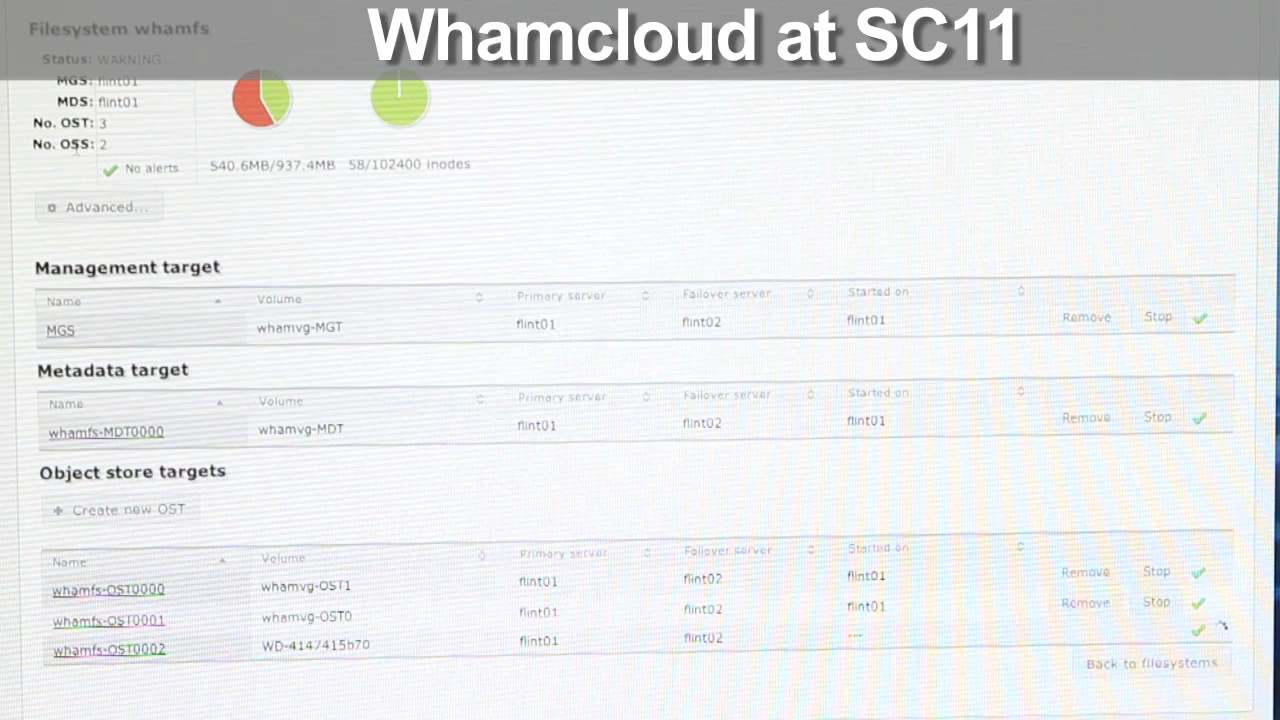 Whamcloud at SC11
Filesystem whamfs
Status: WARNING
MGS: flint01
MDS: flint01
No. OST: 3
No. OSS: 2
No alerts
540.6MB/937.4MB 58/102400 inodes
Advanced...
Management target
Name Volume Primary server Failover server Started on
MGS whamvg-MGT flint01 flint02 flint01 Remove Stop
Metadata target
Name Volume Primary server Failover server Started on
whamfs-MDT0000 whamvg-MDT flint01 flint02 flint01 Remove Stop
Object store targets
Create new OST
Name Volume Primary server Failover server Started on
whamfs-OST0000 whamvg-OST1 flint01 flint02 flint01 Remove Stop
whamfs-OST0001 whamvg-OST0 flint01 flint02 flint01 Remove Stop
whamfs-OST0002 flint01 flint02 ---
Back to filesystems